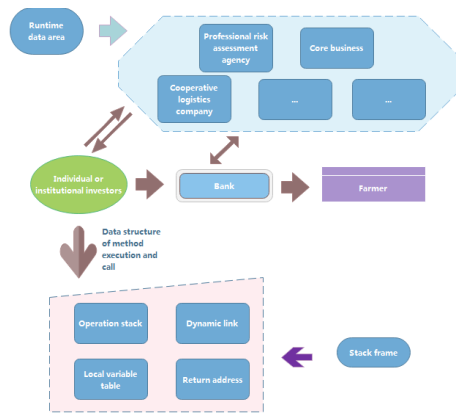 Runtime
data area
Professional risk
assessment
agency
Core business
Cooperative
logistics
company
...
...
Individual or
institutional investors
Bank
Farmer
Data structure
of method
execution and
call
Operation stack
Dynamic link
Local variable
table
Return address
Stack frame